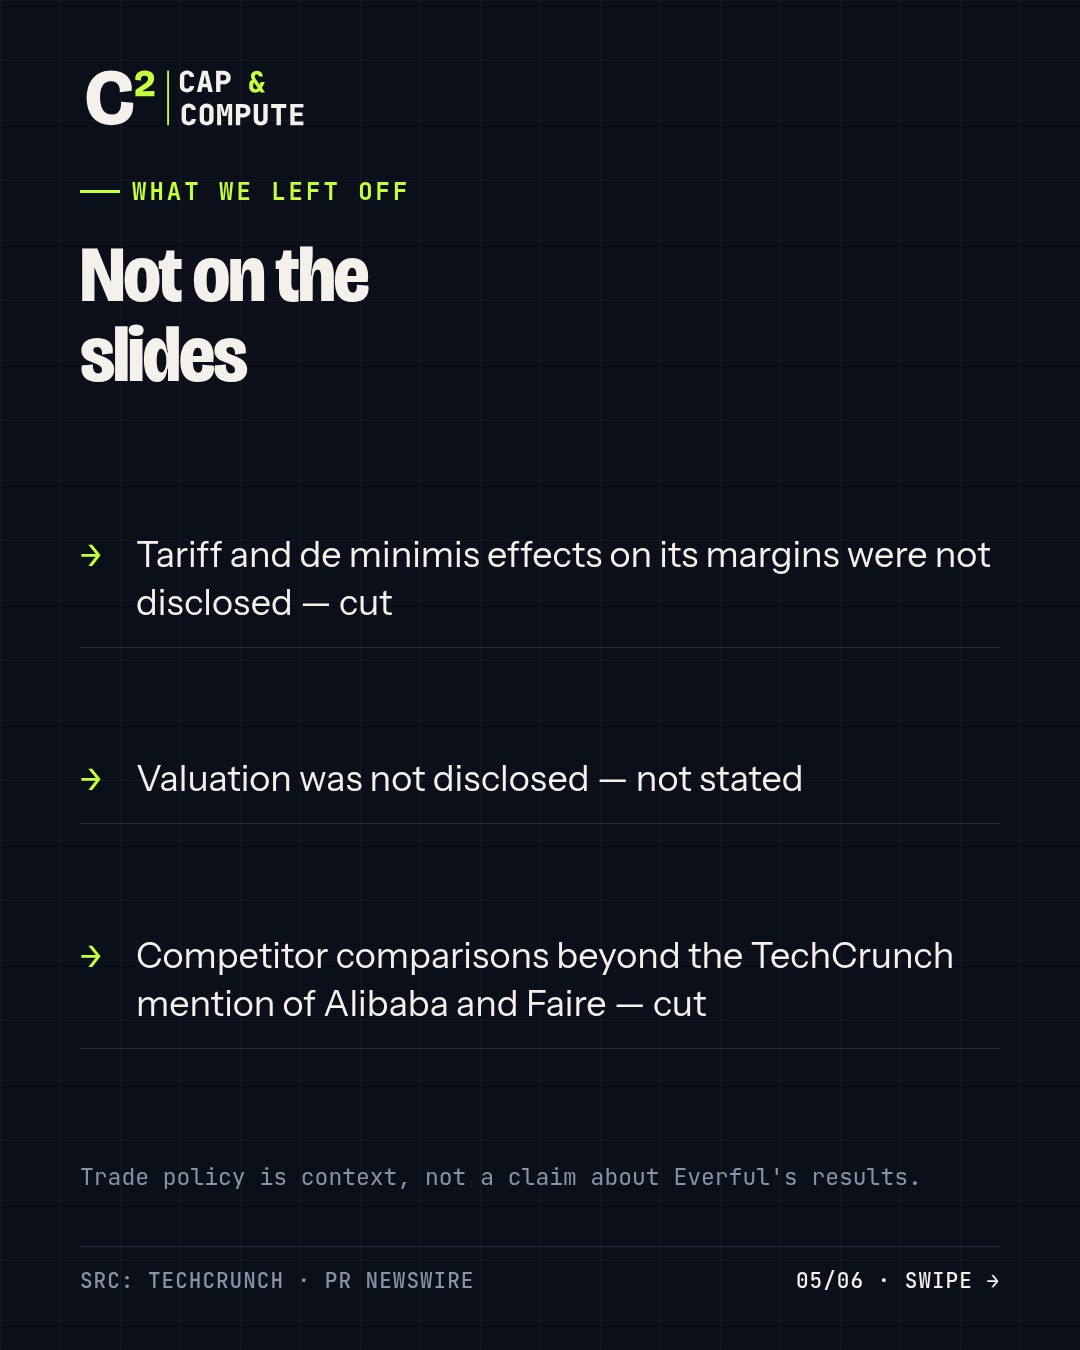 C²
CAP &
COMPUTE
WHAT WE LEFT OFF
Not on the
slides
→ Tariff and de minimis effects on its margins were not
disclosed — cut
→ Valuation was not disclosed — not stated
→ Competitor comparisons beyond the TechCrunch
mention of Alibaba and Faire — cut
Trade policy is context, not a claim about Everful's results.
SRC: TECHCRUNCH · PR NEWSWIRE
05/06 · SWIPE →